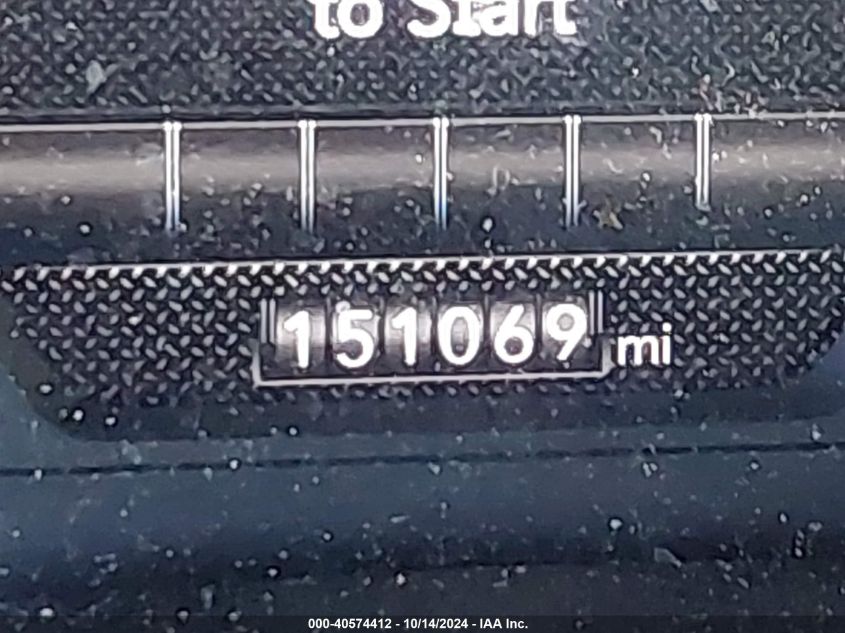 to Start
151069 mi
000-40574412 - 10/14/2024 - IAA Inc.